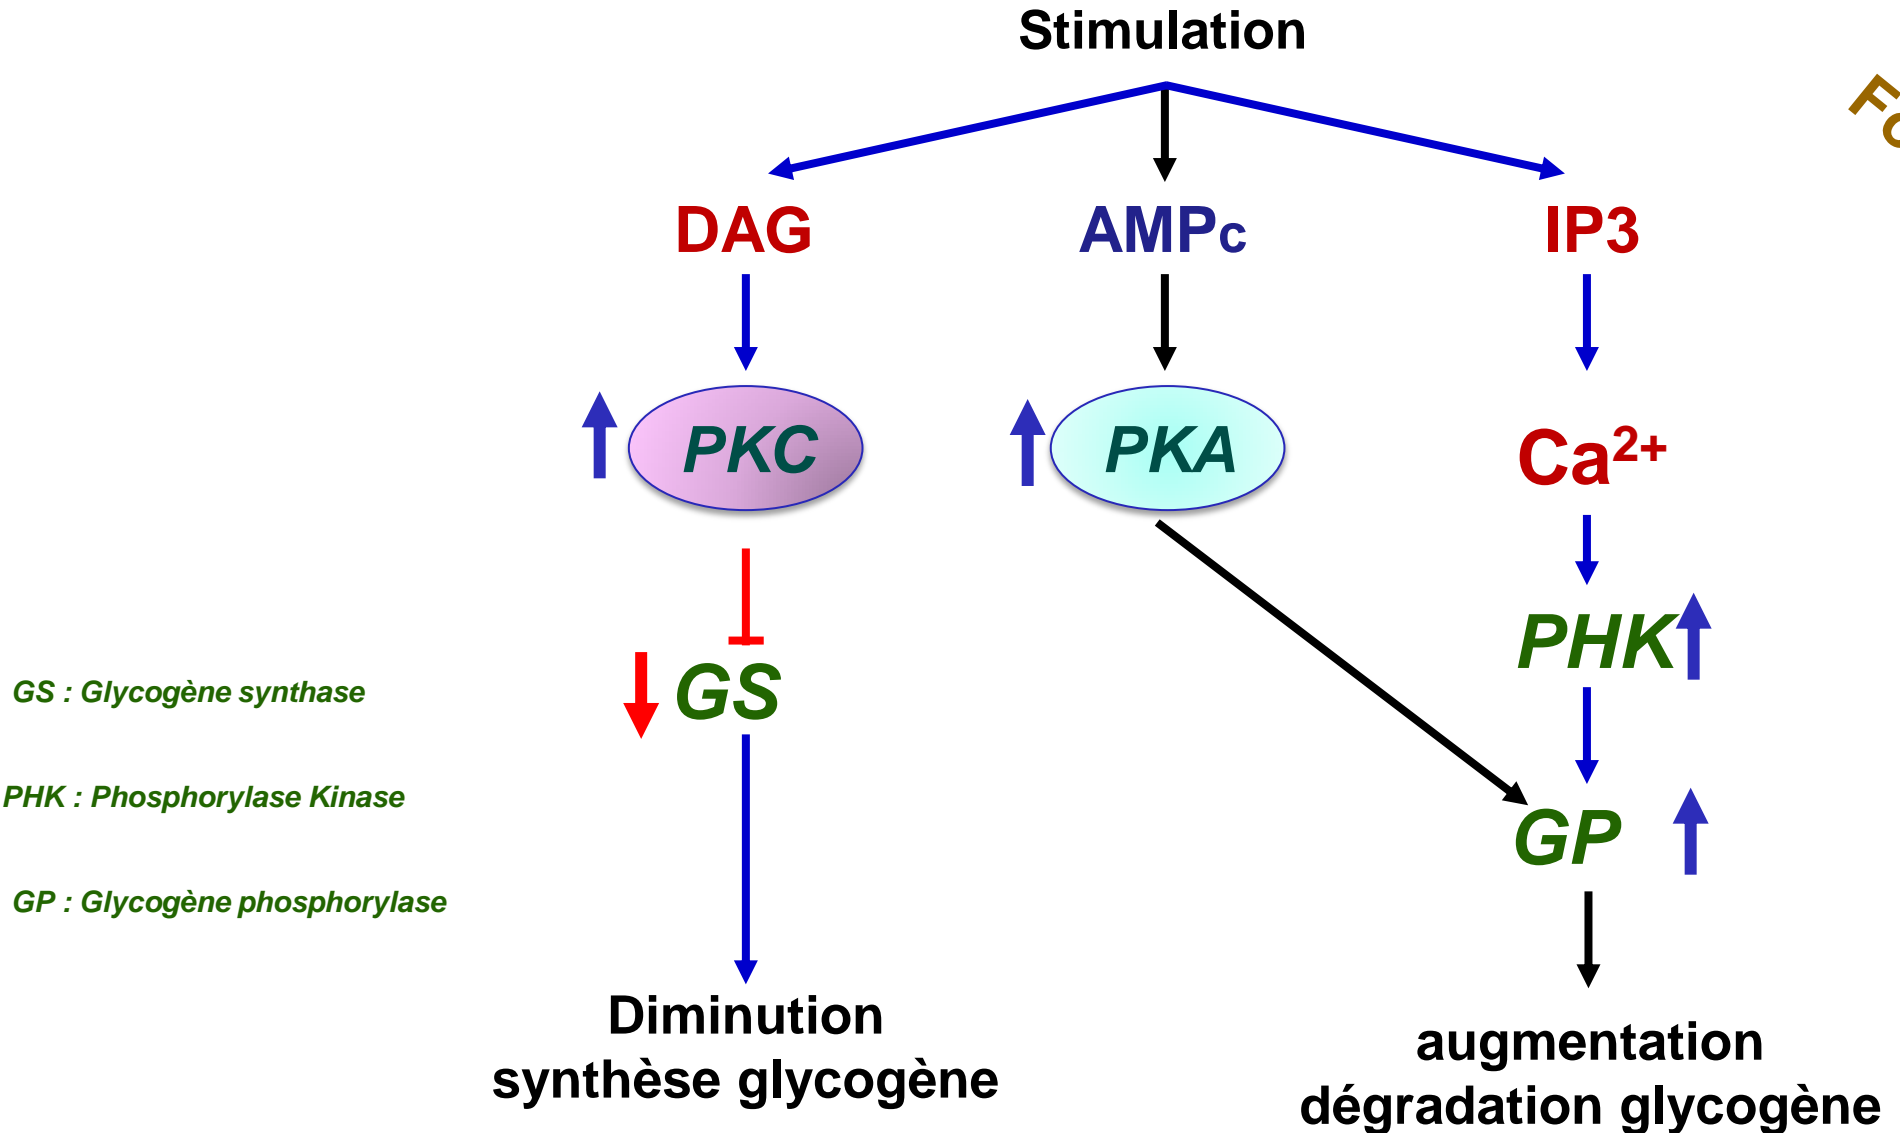 Stimulation
DAG
AMPc
IP3
PKC
PKA
Ca²⁺
PHK
GS
GS : Glycogène synthase
PHK : Phosphorylase Kinase
GP
GP : Glycogène phosphorylase
Diminution
synthèse glycogène
augmentation
dégradation glycogène